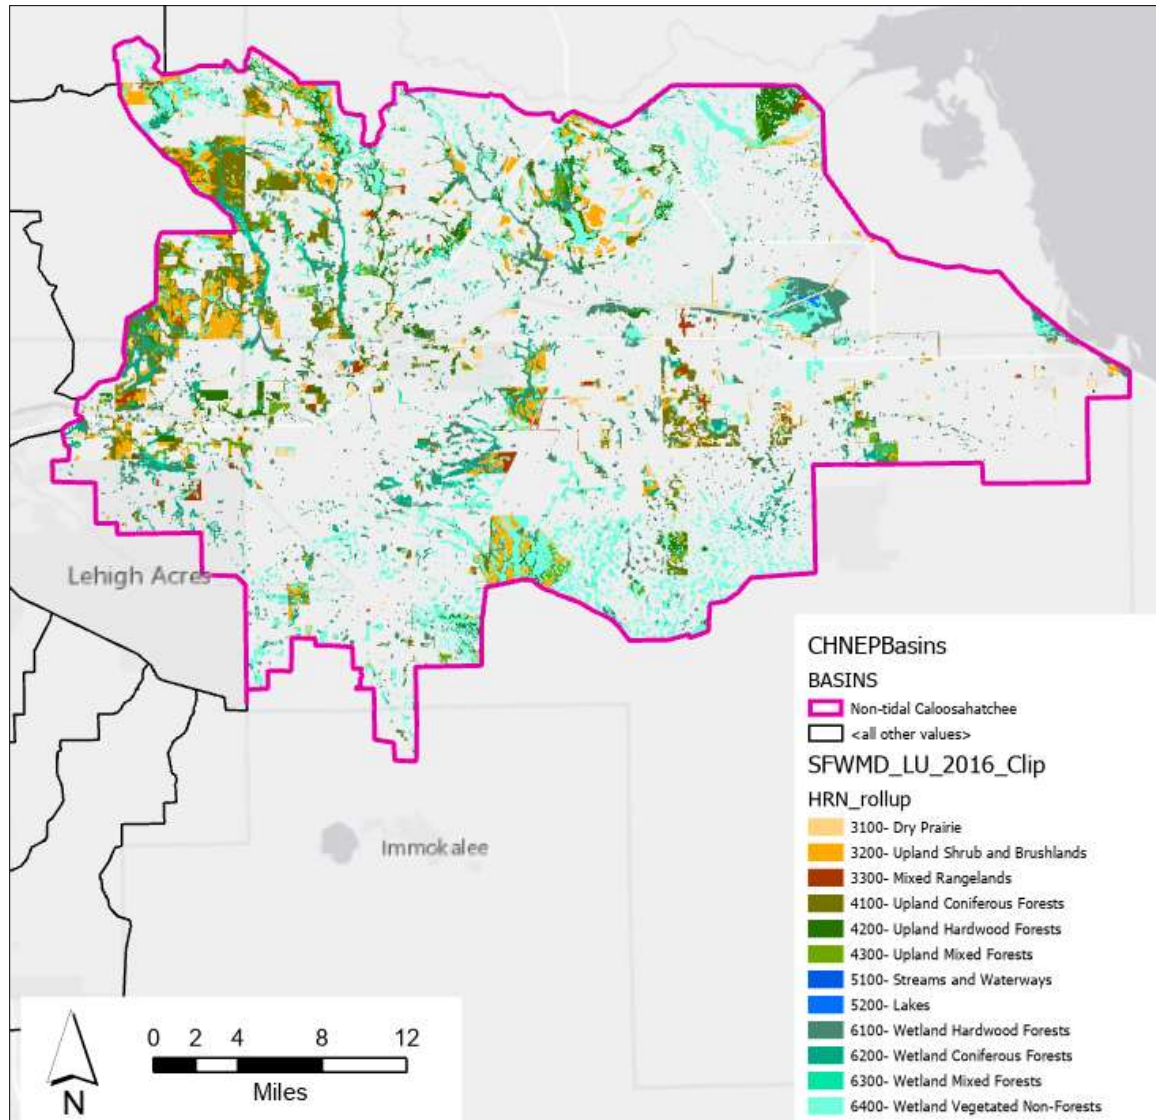 Lehigh Acres
Immokalee
CHNEPBasins
BASINS
Non-tidal Caloosahatchee
<all other values>
SFWMD_LU_2016_Clip
HRN_rollup
3100- Dry Prairie
3200- Upland Shrub and Brushlands
3300- Mixed Rangelands
4100- Upland Coniferous Forests
4200- Upland Hardwood Forests
4300- Upland Mixed Forests
5100- Streams and Waterways
5200- Lakes
6100- Wetland Hardwood Forests
6200- Wetland Coniferous Forests
6300- Wetland Mixed Forests
6400- Wetland Vegetated Non-Forests
0 2 4 8 12
Miles
N